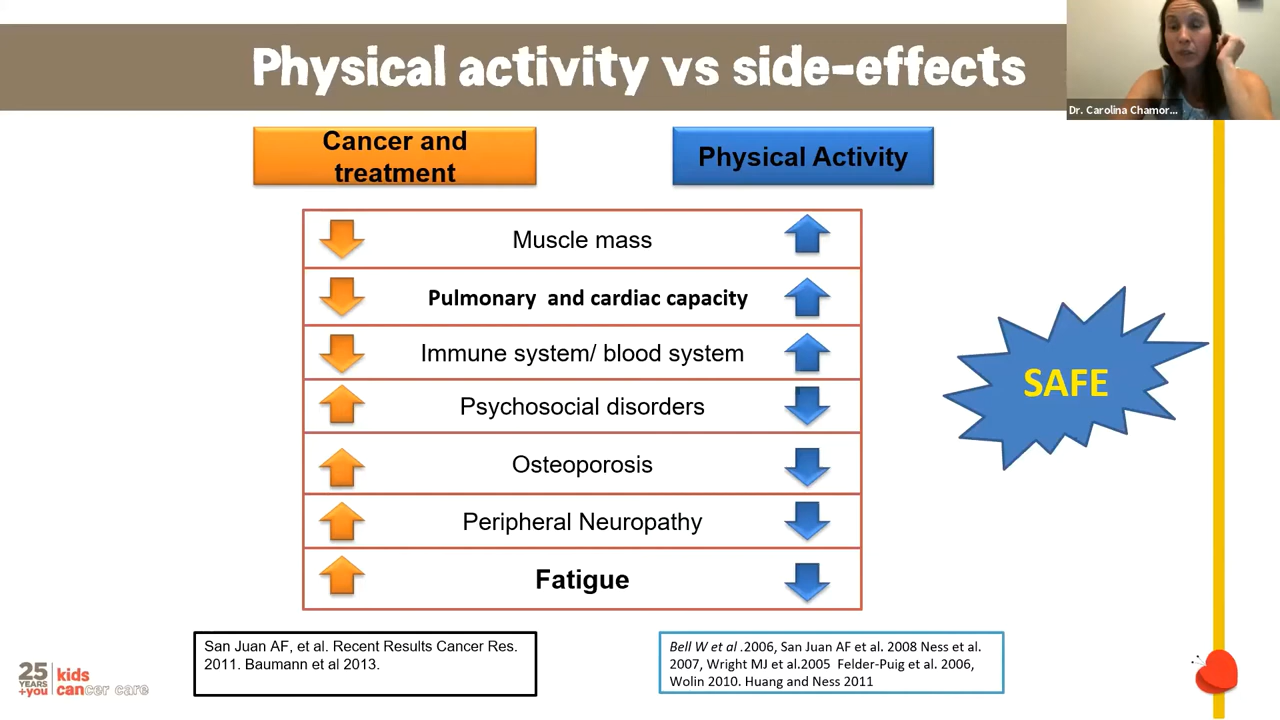 Physical activity vs side-effects
Dr. Carolina Chamor...
Cancer and
treatment
Physical Activity
Muscle mass
Pulmonary and cardiac capacity
Immune system/ blood system
Psychosocial disorders
Osteoporosis
Peripheral Neuropathy
Fatigue
SAFE
San Juan AF, et al. Recent Results Cancer Res.
2011. Baumann et al 2013.
Bell W et al .2006, San Juan AF et al. 2008 Ness et al.
2007, Wright MJ et al.2005 Felder-Puig et al. 2006,
Wolin 2010. Huang and Ness 2011
25
YEARS
+you
kids
cancer care